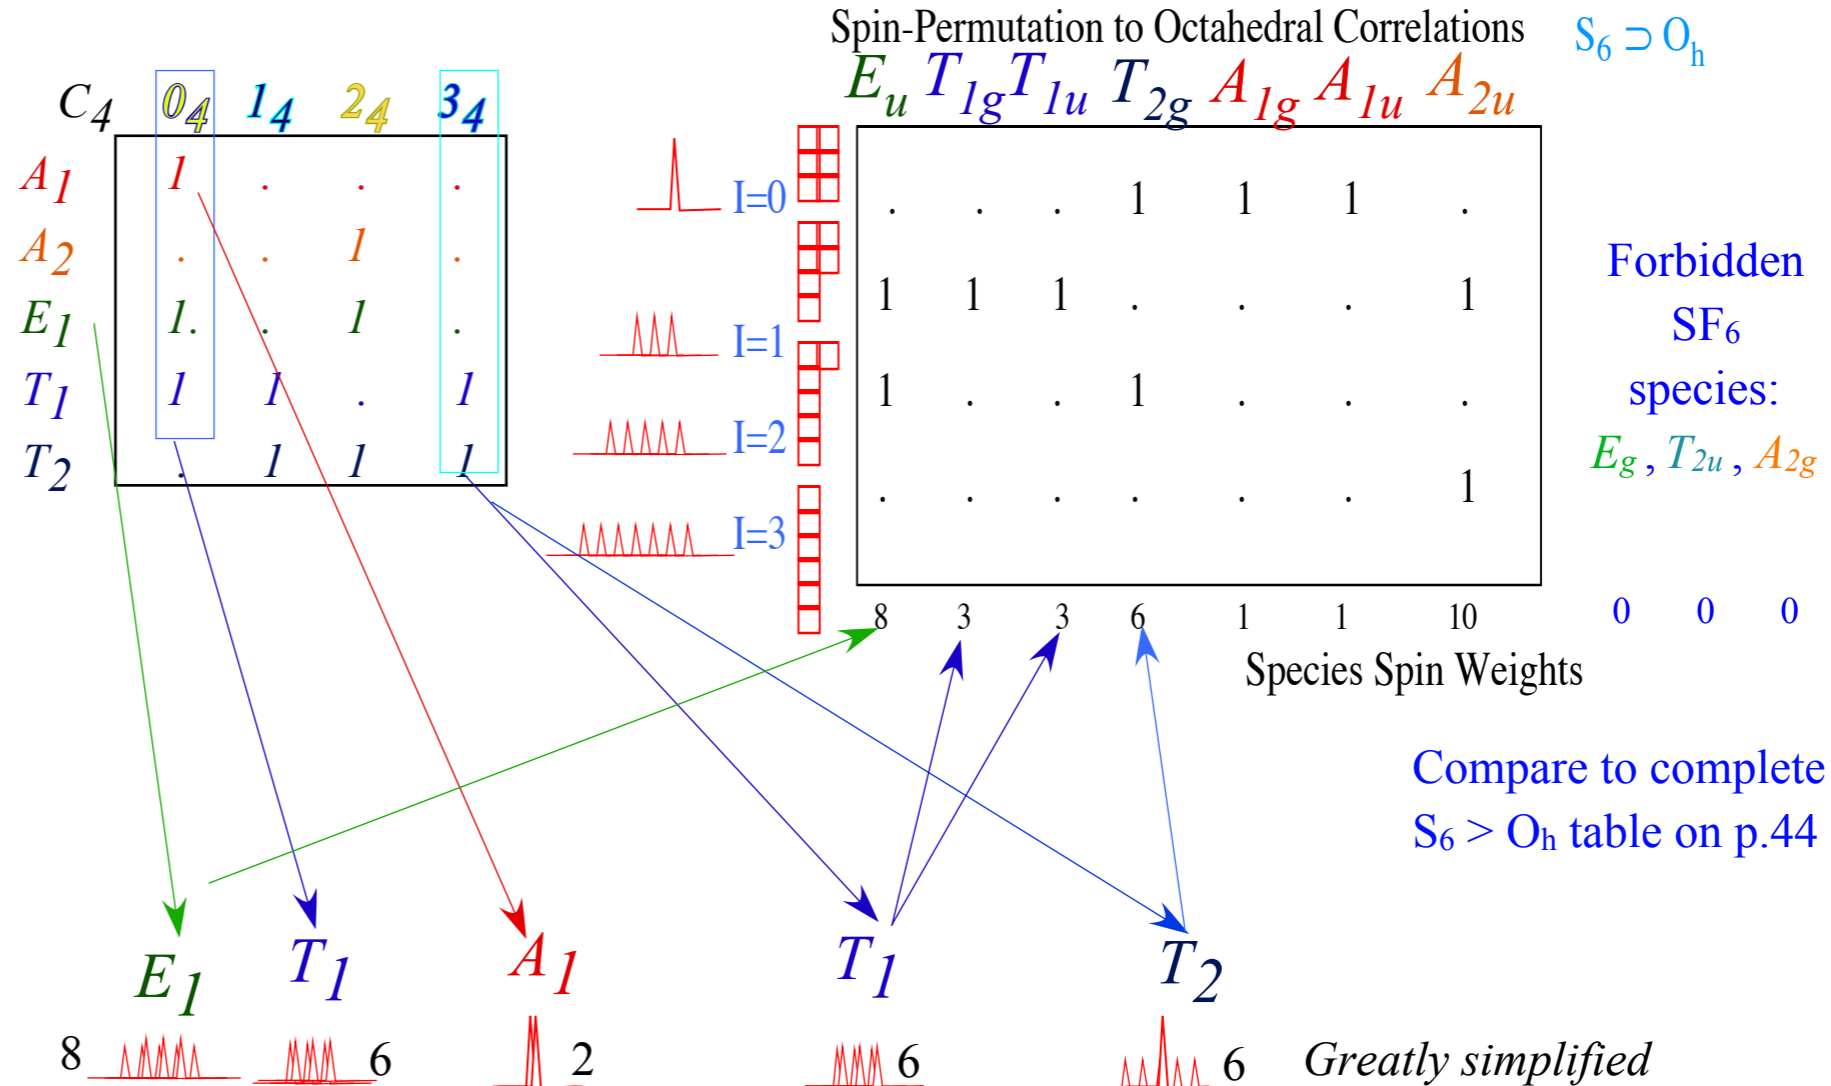 Spin-Permutation to Octahedral Correlations
S6 ⊃ Oh
C4 04 14 24 34
A1 1 . . .
A2 . . 1 .
E1 1. . 1 .
T1 1 1 . 1
T2 . 1 1 1
Eu T1g T1u T2g A1g A1u A2u
I=0 . . . 1 1 1 .
I=1 1 1 1 . . . 1
I=2 1 . . 1 . . .
I=3 . . . . . . 1
8 3 3 6 1 1 10
Species Spin Weights
Forbidden
SF6
species:
Eg , T2u , A2g
0 0 0
Compare to complete
S6 > Oh table on p.44
E1 T1 A1 T1 T2
8 6 2 6 6
Greatly simplified